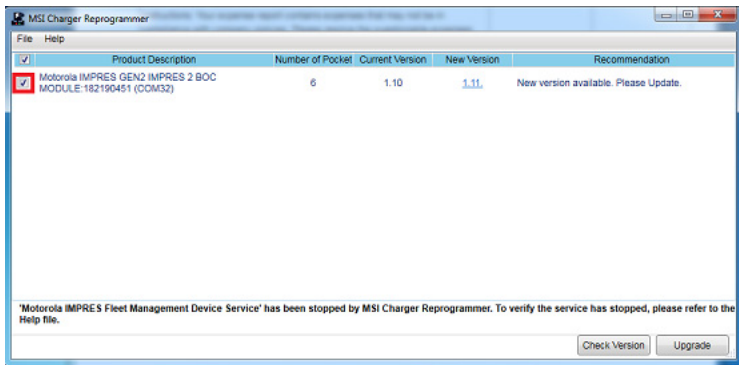 MSI Charger Reprogrammer
File Help
Product Description Number of Pocket Current Version New Version Recommendation
Motorola IMPRES GEN2 IMPRES 2 BOC
MODULE:182190451 (COM32) 6 1.10 1.11. New version available. Please Update.
'Motorola IMPRES Fleet Management Device Service' has been stopped by MSI Charger Reprogrammer. To verify the service has stopped, please refer to the
Help file.
Check Version Upgrade